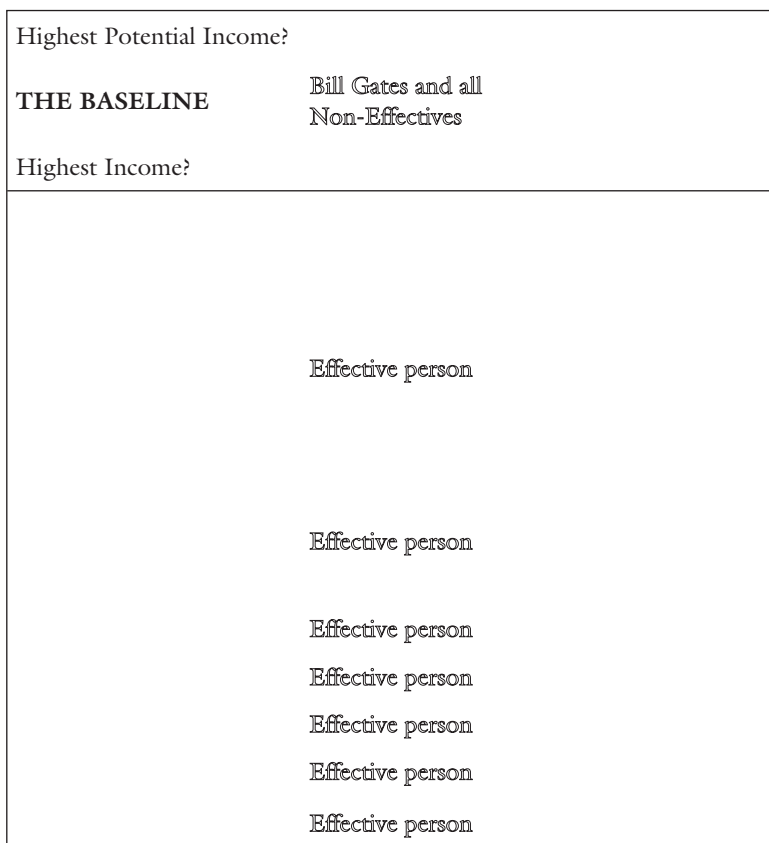 Highest Potential Income?
THE BASELINE
Bill Gates and all
Non-Effectives
Highest Income?
Effective person
Effective person
Effective person
Effective person
Effective person
Effective person
Effective person